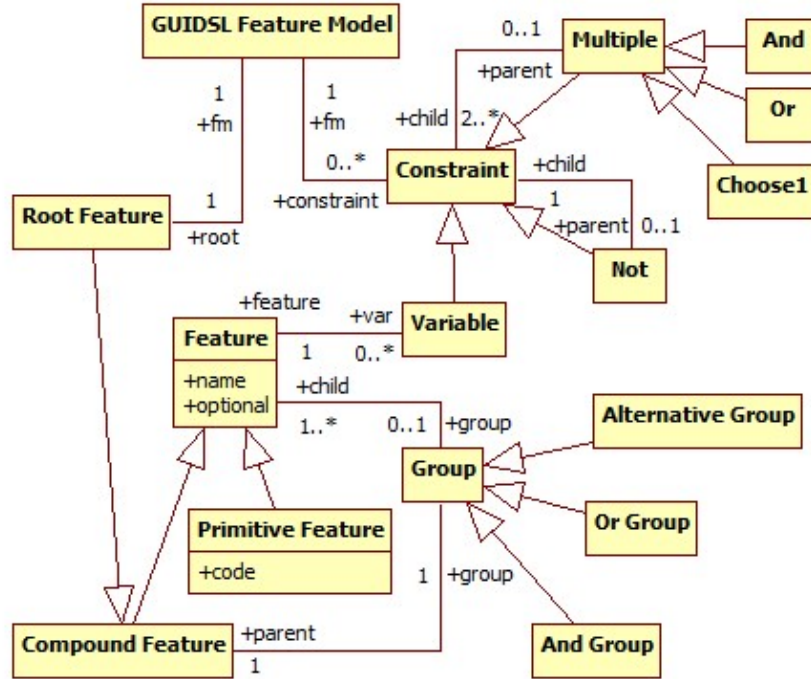 GUIDSL Feature Model
0..1
Multiple
And
+parent
1
1
+fm
+fm
+child
2..*
Or
0..*
Constraint
+child
Choose1
Root Feature
1
+constraint
1
+parent
0..1
+root
Not
+feature
+var
Variable
Feature
1
0..*
+name
+child
+optional
1..*
0..1
+group
Alternative Group
Group
Primitive Feature
Or Group
+code
1
+group
Compound Feature
+parent
And Group
1